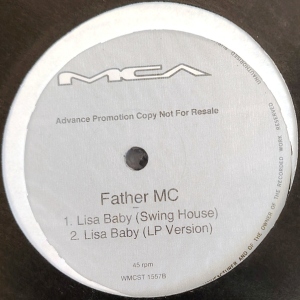 MCA
Advance Promotion Copy Not For Resale
Father MC
1. Lisa Baby (Swing House)
2. Lisa Baby (LP Version)
45 rpm
WMCST 1557B